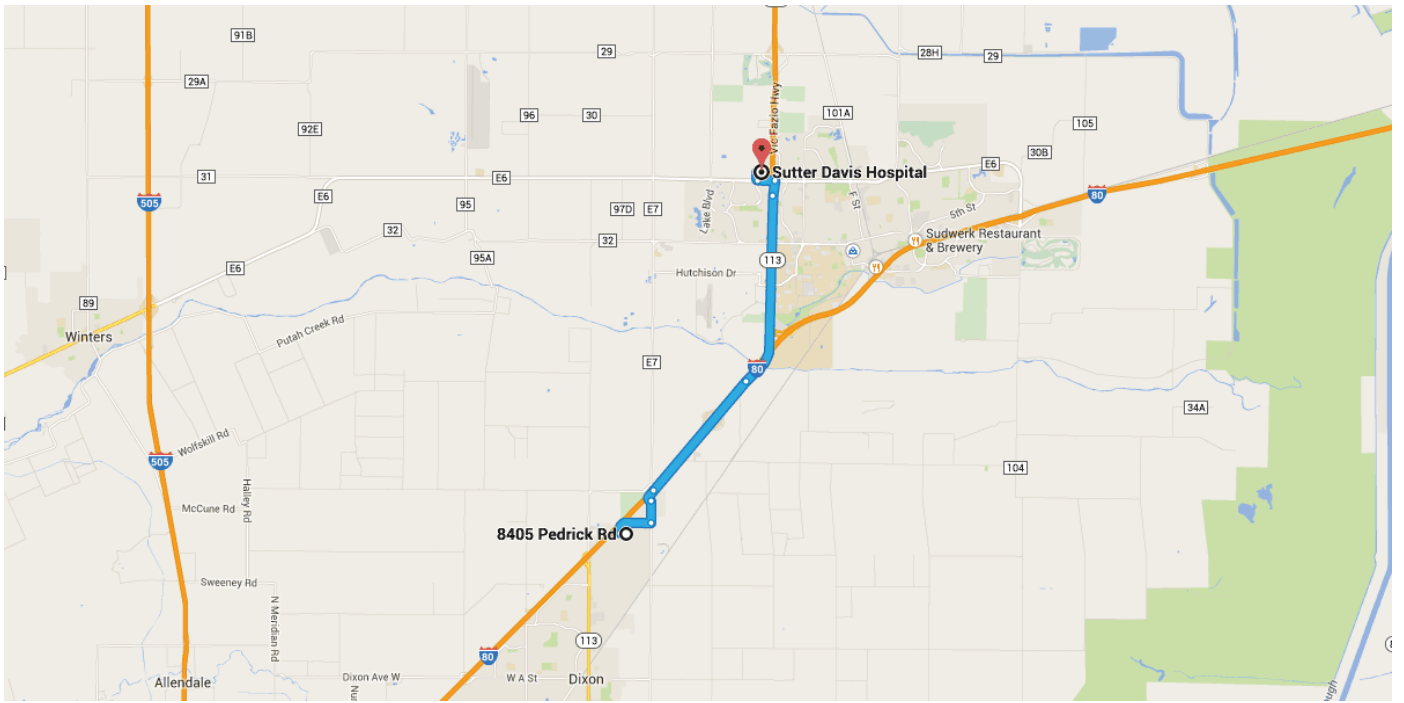 91B
29
28H
29
29A
Vic Fazio Hwy
96
30
101A
92E
105
30B
31
E6
Sutter Davis Hospital
E6
505
80
95
97D
E7
Lake Blvd
F St
5th St
32
32
Sudwerk Restaurant
& Brewery
95A
113
E6
Hutchison Dr
89
Winters
Putah Creek Rd
E7
80
34A
Wolfskill Rd
505
104
Halley Rd
McCune Rd
8405 Pedrick Rd
Sweeney Rd
N Meridian Rd
113
80
Allendale
Dixon Ave W
W A St
Dixon